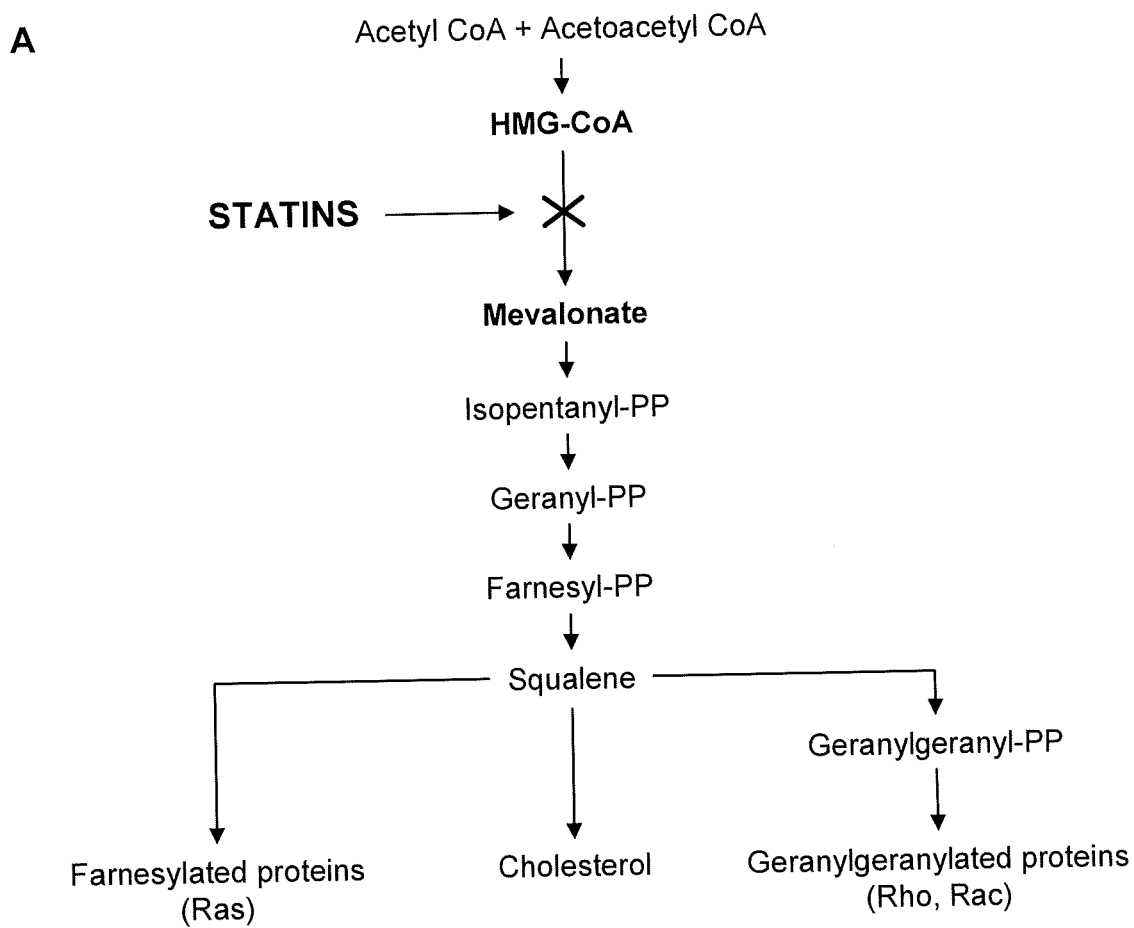 A
Acetyl CoA + Acetoacetyl CoA
HMG-CoA
STATINS
Mevalonate
Isopentanyl-PP
Geranyl-PP
Farnesyl-PP
Squalene
Geranylgeranyl-PP
Farnesylated proteins
(Ras)
Cholesterol
Geranylgeranylated proteins
(Rho, Rac)